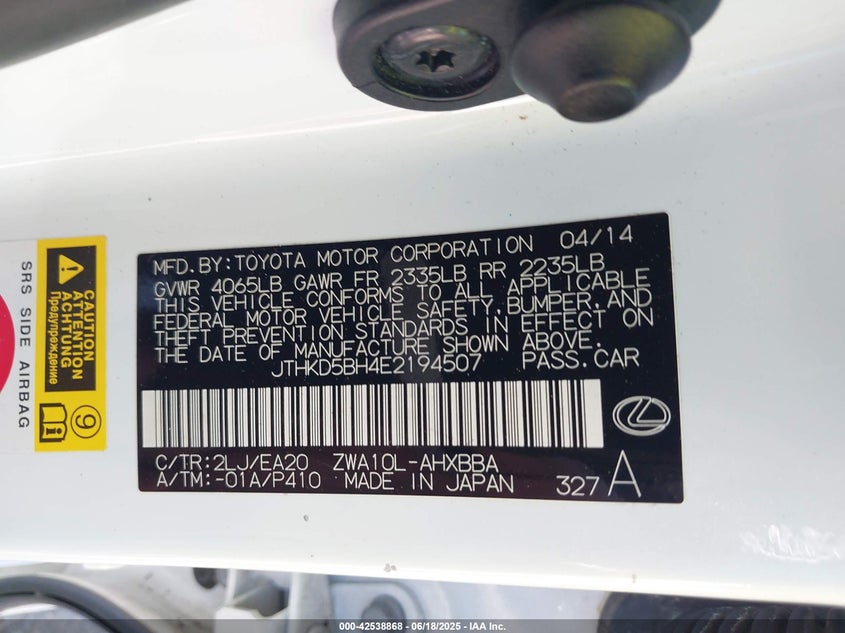 MFD.BY:TOYOTA MOTOR CORPORATION 04/14
GVWR 4065LB GAWR FR 2335LB RR 2235LB
THIS VEHICLE CONFORMS TO ALL APPLICABLE
FEDERAL MOTOR VEHICLE SAFETY,BUMPER,AND
THEFT PREVENTION STANDARDS IN EFFECT ON
THE DATE OF MANUFACTURE SHOWN ABOVE.
JTHKD5BH4E2194507 PASS.CAR
C/TR:2LJ/EA20 ZWA10L-AHXBBA
A/TM:-01A/P410 MADE IN JAPAN 327 A
SRS SIDE AIRBAG
CAUTION
ATTENTION
ACHTUNG
Предупреждение
9
000-42538868 - 06/18/2025 - IAA Inc.